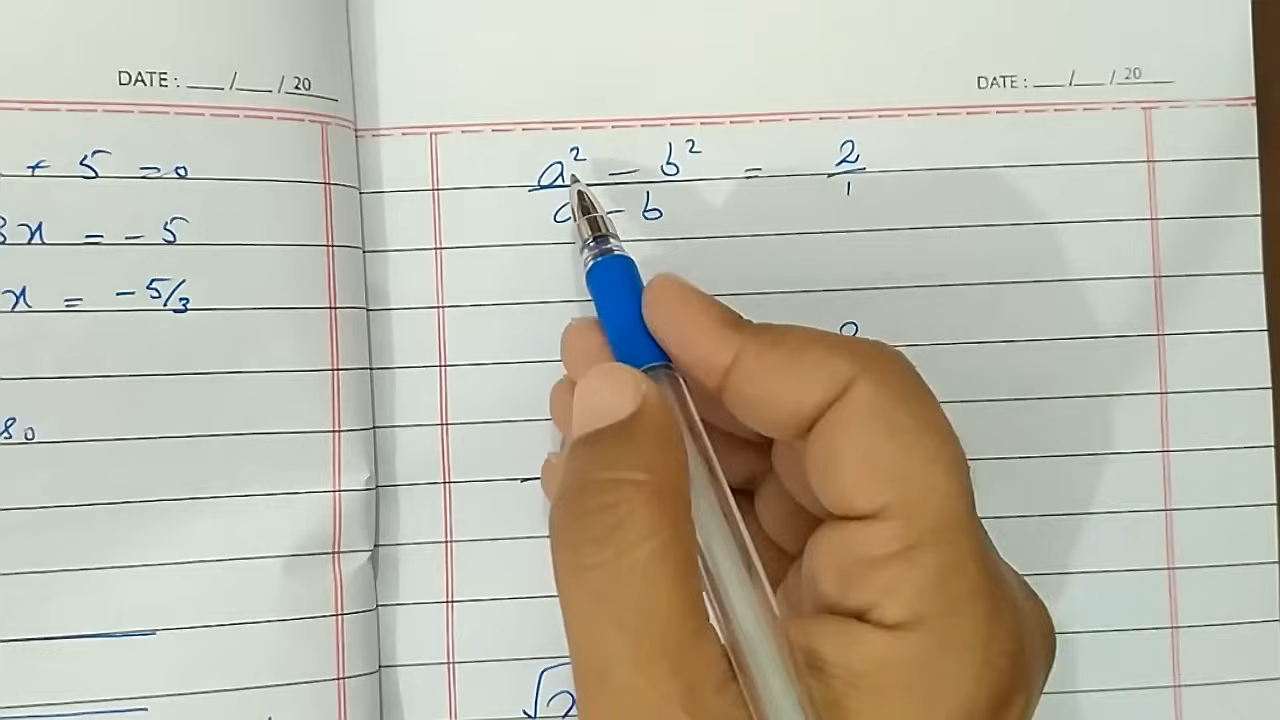 DATE : ___/___/ 20
+ 5 = 0
3x = - 5
x = - 5/3
80
DATE : ___/___/ 20
a² - b² = 2
- b 1
√2